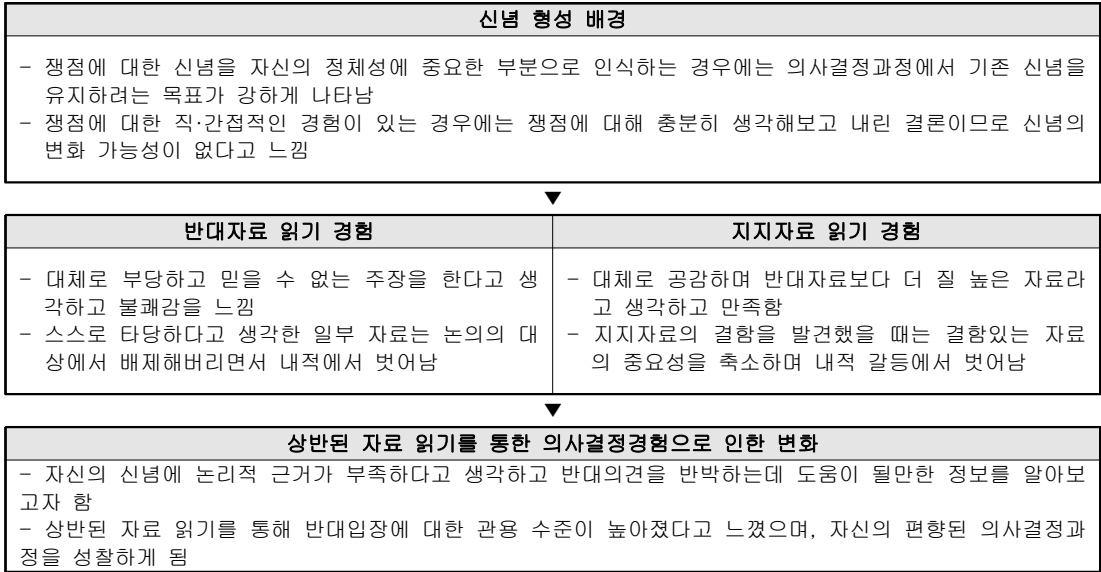 신념 형성 배경
- 쟁점에 대한 신념을 자신의 정체성에 중요한 부분으로 인식하는 경우에는 의사결정과정에서 기존 신념을
유지하려는 목표가 강하게 나타남
- 쟁점에 대한 직·간접적인 경험이 있는 경우에는 쟁점에 대해 충분히 생각해보고 내린 결론이므로 신념의
변화 가능성이 없다고 느낌
▼
반대자료 읽기 경험
- 대체로 부당하고 믿을 수 없는 주장을 한다고 생
각하고 불쾌감을 느낌
- 스스로 타당하다고 생각한 일부 자료는 논의의 대
상에서 배제해버리면서 내적에서 벗어남
지지자료 읽기 경험
- 대체로 공감하며 반대자료보다 더 질 높은 자료라
고 생각하고 만족함
- 지지자료의 결함를 발견했을 때는 결함있는 자료
의 중요성을 축소하며 내적 갈등에서 벗어남
▼
상반된 자료 읽기를 통한 의사결정경험으로 인한 변화
- 자신의 신념에 논리적 근거가 부족하다고 생각하고 반대의견을 반박하는데 도움이 될만한 정보를 알아보
고자 함
- 상반된 자료 읽기를 통해 반대입장에 대한 관용 수준이 높아졌다고 느꼈으며, 자신의 편향된 의사결정과
정을 성찰하게 됨